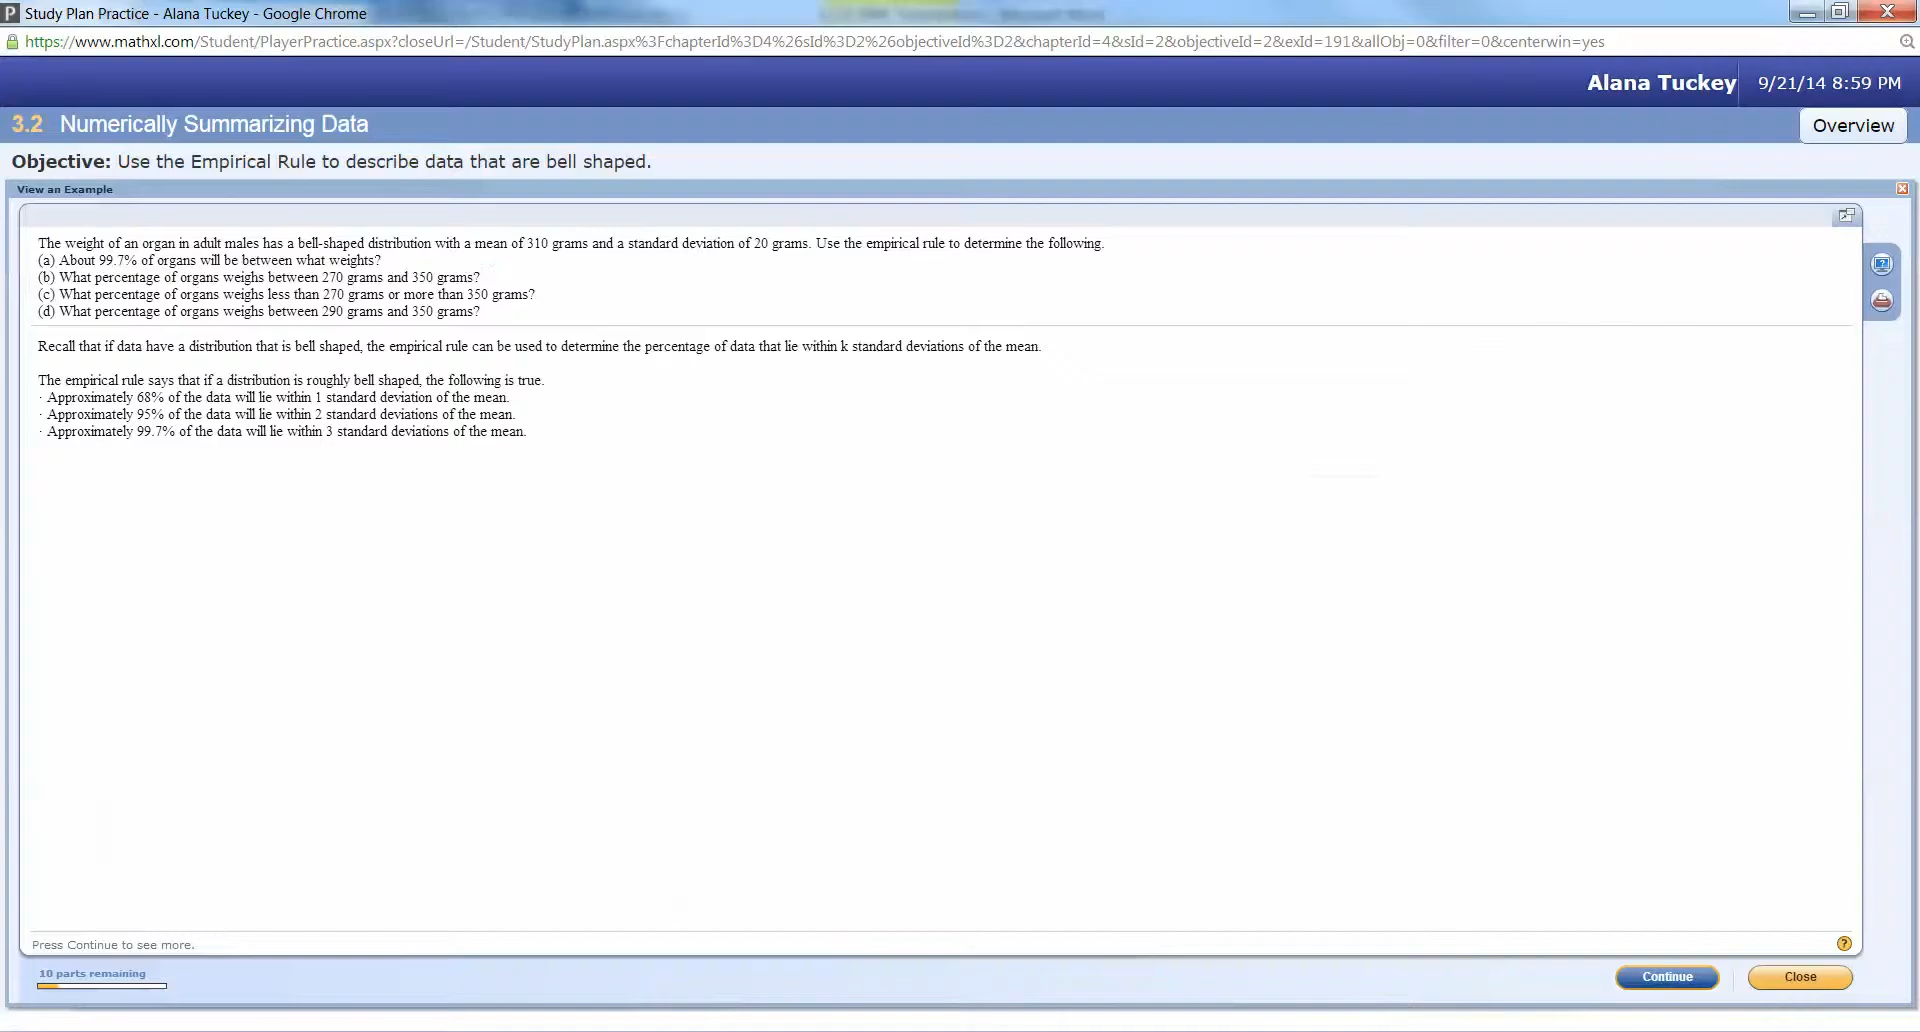 Study Plan Practice - Alana Tuckey - Google Chrome
https://www.mathxl.com/Student/PlayerPractice.aspx?closeUrl=/Student/StudyPlan.aspx%3FchapterId%3D4%26sId%3D2%26objectiveId%3D2&chapterId=4&sId=2&objectiveId=2&exId=191&allObj=0&filter=0&centerwin=yes
Alana Tuckey 9/21/14 8:59 PM
3.2 Numerically Summarizing Data
Overview
Objective: Use the Empirical Rule to describe data that are bell shaped.
View an Example
The weight of an organ in adult males has a bell-shaped distribution with a mean of 310 grams and a standard deviation of 20 grams. Use the empirical rule to determine the following.
(a) About 99.7% of organs will be between what weights?
(b) What percentage of organs weighs between 270 grams and 350 grams?
(c) What percentage of organs weighs less than 270 grams or more than 350 grams?
(d) What percentage of organs weighs between 290 grams and 350 grams?
Recall that if data have a distribution that is bell shaped, the empirical rule can be used to determine the percentage of data that lie within k standard deviations of the mean.
The empirical rule says that if a distribution is roughly bell shaped, the following is true.
· Approximately 68% of the data will lie within 1 standard deviation of the mean.
· Approximately 95% of the data will lie within 2 standard deviations of the mean.
· Approximately 99.7% of the data will lie within 3 standard deviations of the mean.
Press Continue to see more.
?
10 parts remaining
Continue
Close